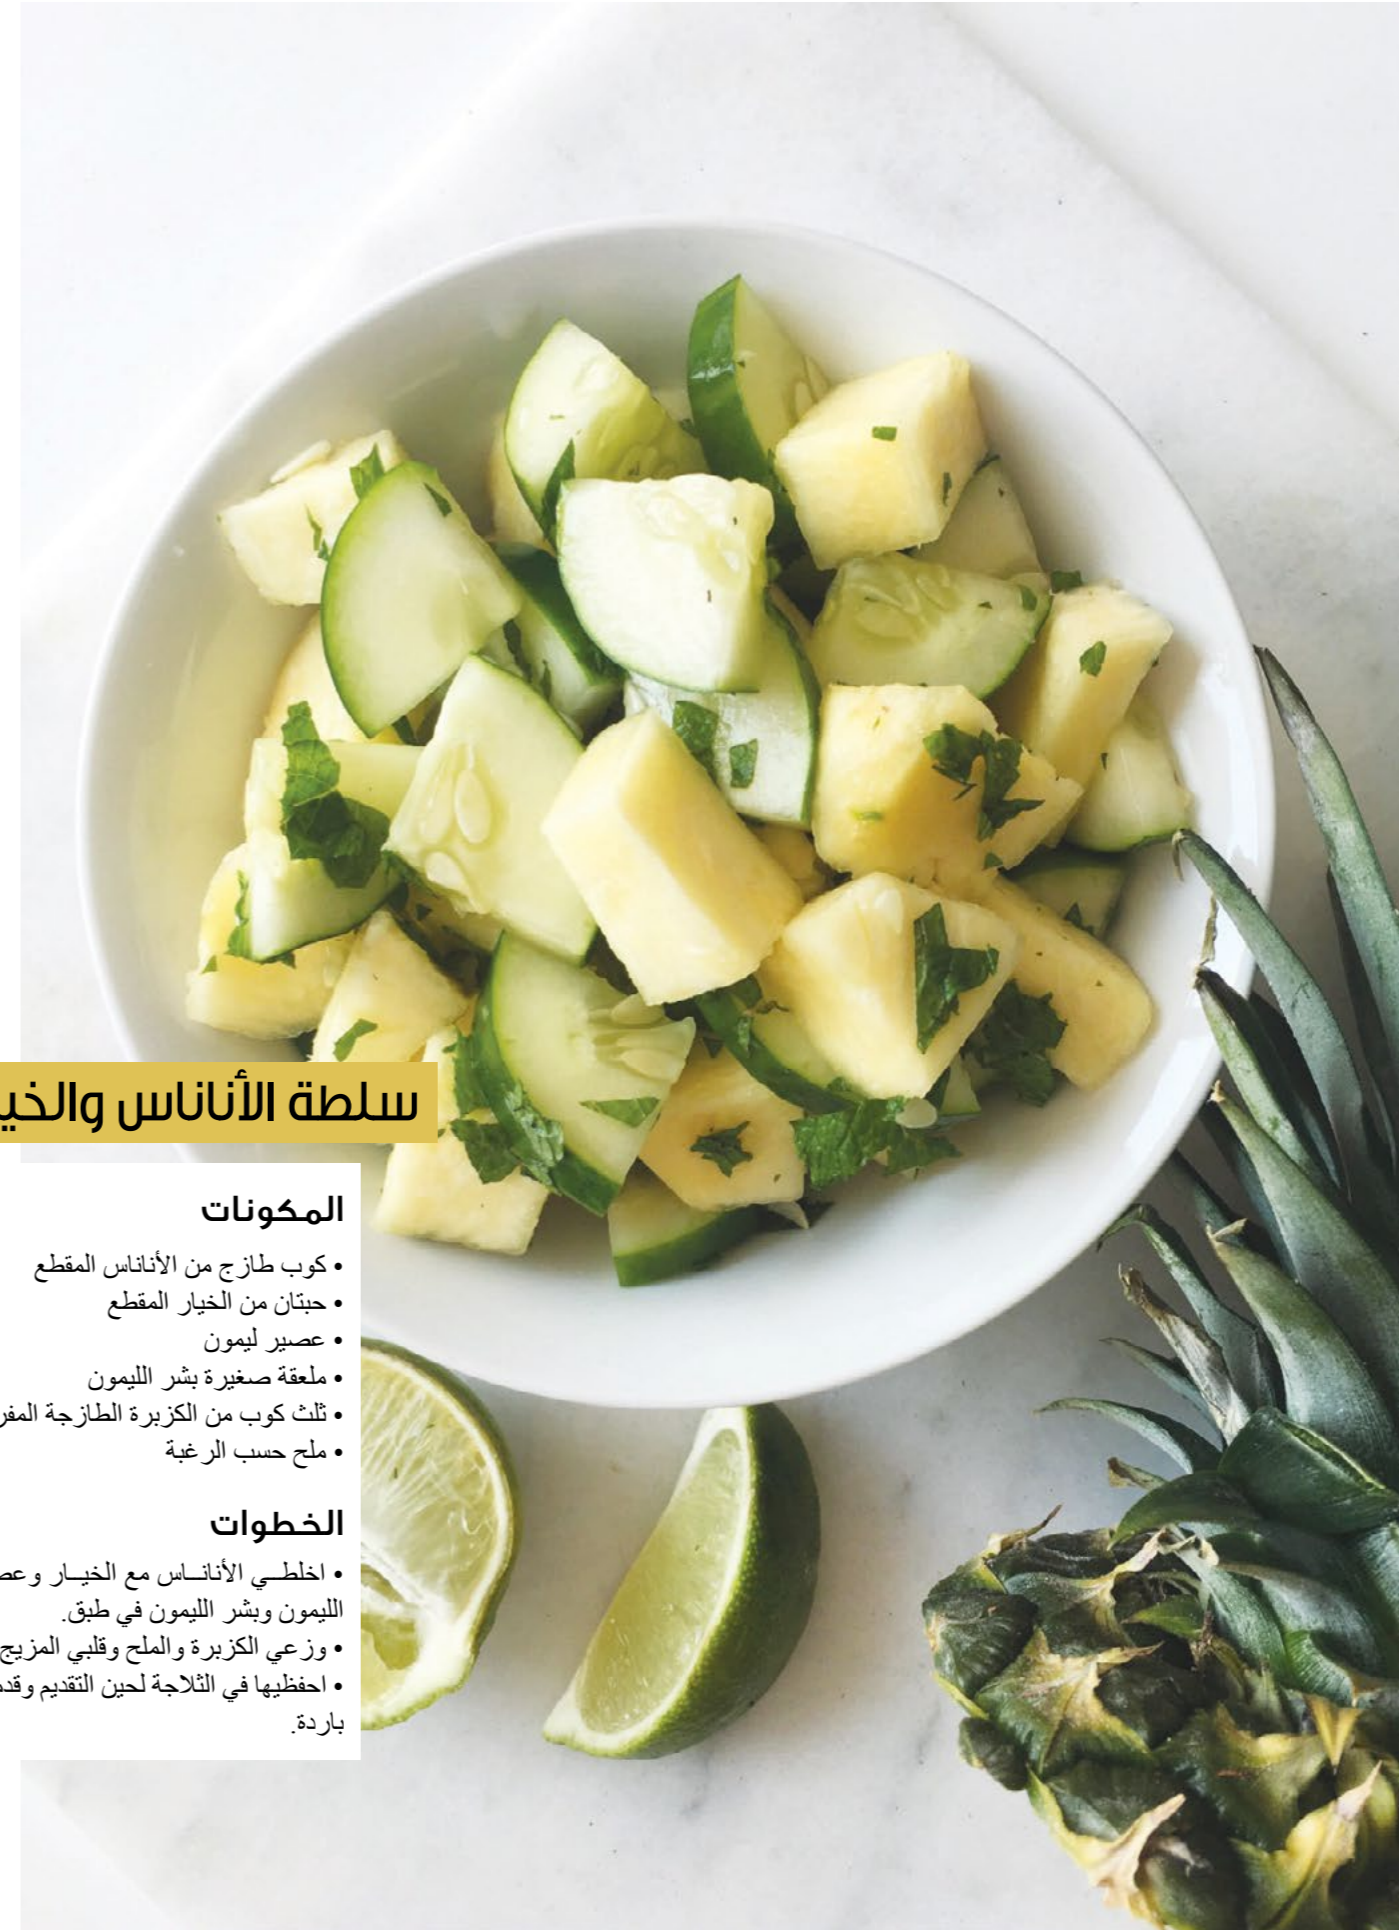 سلطة الأناناس والخي
المكونات
• كوب طازج من الأناناس المقطع
• حبتان من الخيار المقطع
• عصير ليمون
• ملعقة صغيرة بشر الليمون
• ثلث كوب من الكزبرة الطازجة المفر
• ملح حسب الرغبة
الخطوات
• اخلطي الأناناس مع الخيار وعص
الليمون وبشر الليمون في طبق.
• وزعي الكزبرة والملح وقلبي المزيج
• احفظيها في الثلاجة لحين التقديم وقدم
باردة.